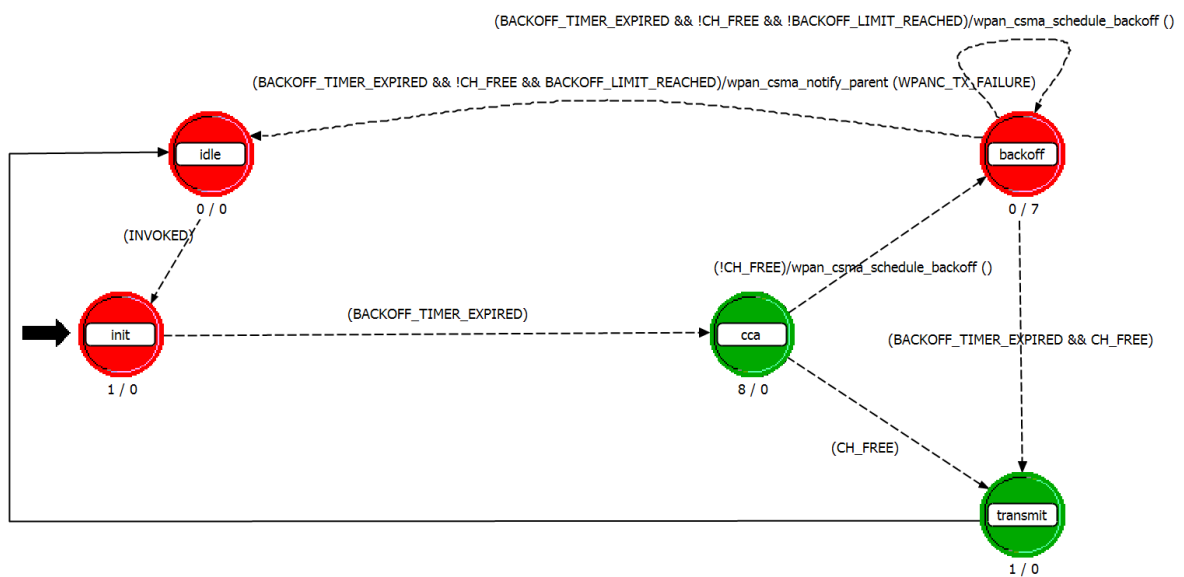 (BACKOFF_TIMER_EXPIRED && !CH_FREE && !BACKOFF_LIMIT_REACHED)/wpan_csma_schedule_backoff ()
(BACKOFF_TIMER_EXPIRED && !CH_FREE && BACKOFF_LIMIT_REACHED)/wpan_csma_notify_parent (WPANC_TX_FAILURE)
idle
backoff
0 / 0
0 / 7
(INVOKED)
(!CH_FREE)/wpan_csma_schedule_backoff ()
(BACKOFF_TIMER_EXPIRED)
init
cca
(BACKOFF_TIMER_EXPIRED && CH_FREE)
1 / 0
8 / 0
(CH_FREE)
transmit
1 / 0